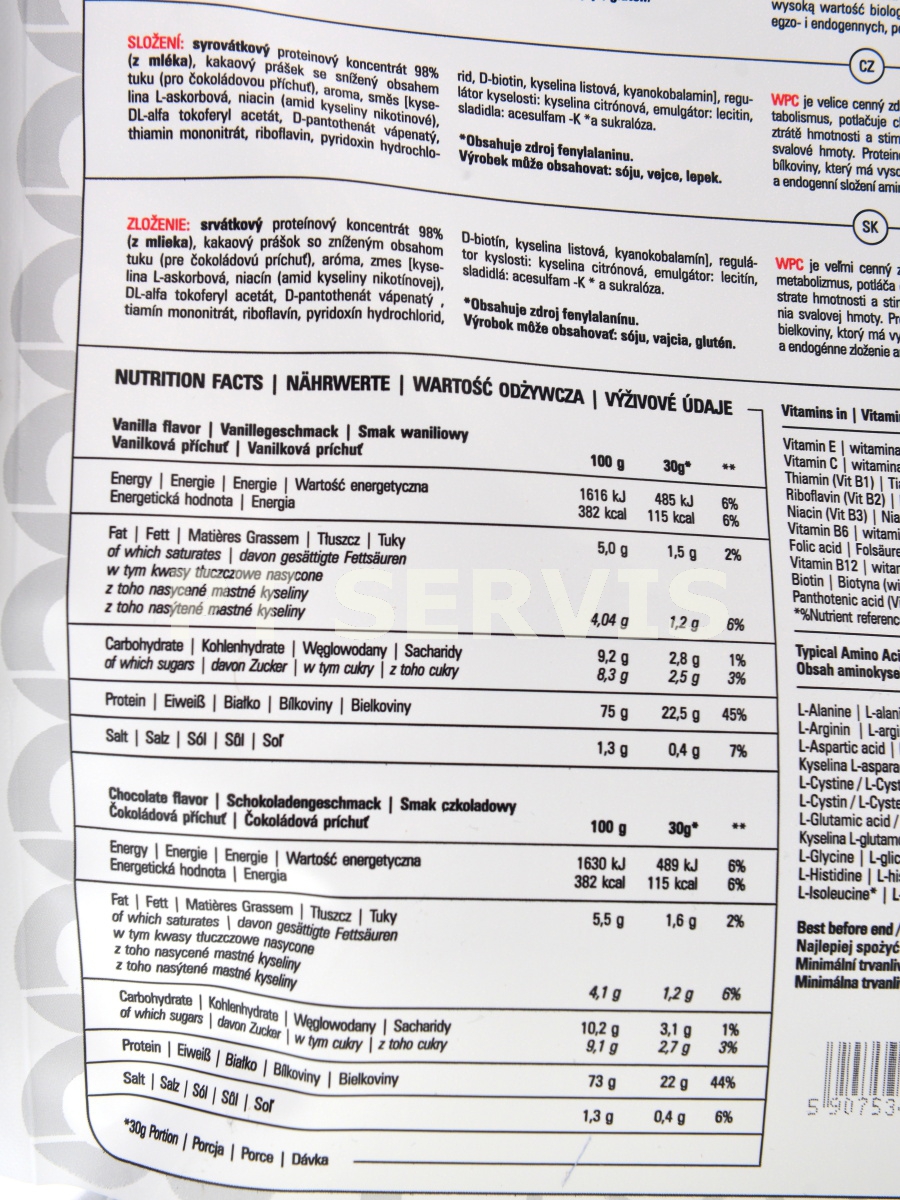 wysoką wartość biolog
egzo- i endogennych, p
SLOŽENÍ: syrovátkový proteinový koncentrát 98%
(z mléka), kakaový prášek se snížený obsahem
tuku (pro čokoládovou příchuť), aroma, směs [kyse-
lina L-askorbová, niacin (amid kyseliny nikotinové),
DL-alfa tokoferyl acetát, D-pantothenát vápenatý,
thiamin mononitrát, riboflavin, pyridoxin hydrochlo-
rid, D-biotin, kyselina listová, kyanokobalamin], regu-
látor kyselosti: kyselina citrónová, emulgátor: lecitin,
sladidla: acesulfam -K *a sukralóza.
*Obsahuje zdroj fenylalaninu.
Výrobek může obsahovat: sóju, vejce, lepek.
CZ
WPC je velice cenný zd
tabolismus, potlačuje c
ztrátě hmotnosti a stim
svalové hmoty. Protein
bílkoviny, který má vyso
a endogenní složení ami
ZLOŽENIE: srvátkový proteínový koncentrát 98%
(z mlieka), kakaový prášok so zníženým obsahom
tuku (pre čokoládovú príchuť), aróma, zmes [kyse-
lina L-askorbová, niacín (amid kyseliny nikotínovej),
DL-alfa tokoferyl acetát, D-pantothenát vápenatý ,
tiamín mononitrát, riboflavín, pyridoxín hydrochlorid,
D-biotín, kyselina listová, kyanokobalamín], regulá-
tor kyslosti: kyselina citrónová, emulgátor: lecitín,
sladidlá: acesulfam -K * a sukralóza.
*Obsahuje zdroj fenylalanínu.
Výrobok môže obsahovať: sóju, vajcia, glutén.
SK
WPC je veľmi cenný z
metabolizmus, potláča
strate hmotnosti a stir
nia svalovej hmoty. Pr
bielkoviny, ktorý má vy
a endogénne zloženie a
NUTRITION FACTS | NÄHRWERTE | WARTOŚĆ ODŻYWCZA | VÝŽIVOVÉ ÚDAJE
Vanilla flavor | Vanillegeschmack | Smak waniliowy
Vanilková příchuť | Vanilková príchuť
100 g 30g* **
Energy | Energie | Energie | Wartość energetyczna 1616 kJ 485 kJ 6%
Energetická hodnota | Energia 382 kcal 115 kcal 6%
Fat | Fett | Matières Grassem | Tłuszcz | Tuky 5,0 g 1,5 g 2%
of which saturates | davon gesättigte Fettsäuren
w tym kwasy tłuczczowe nasycone
z toho nasycené mastné kyseliny
z toho nasýtené mastné kyseliny 4,04 g 1,2 g 6%
SERVIS
Carbohydrate | Kohlenhydrate | Węglowodany | Sacharidy 9,2 g 2,8 g 1%
of which sugars | davon Zucker | w tym cukry | z toho cukry 8,3 g 2,5 g 3%
Protein | Eiweiß | Białko | Bílkoviny | Bielkoviny 75 g 22,5 g 45%
Salt | Salz | Sól | Sůl | Soľ 1,3 g 0,4 g 7%
Chocolate flavor | Schokoladengeschmack | Smak czkoladowy
Čokoládová příchuť | Čokoládová príchuť
100 g 30g* **
Energy | Energie | Energie | Wartość energetyczna 1630 kJ 489 kJ 6%
Energetická hodnota | Energia 382 kcal 115 kcal 6%
Fat | Fett | Matières Grassem | Tłuszcz | Tuky 5,5 g 1,6 g 2%
of which saturates | davon gesättigte Fettsäuren
w tym kwasy tłuczczowe nasycone
z toho nasycené mastné kyseliny
z toho nasýtené mastné kyseliny 4,1 g 1,2 g 6%
Carbohydrate | Kohlenhydrate | Węglowodany | Sacharidy 10,2 g 3,1 g 1%
of which sugars | davon Zucker | w tym cukry | z toho cukry 9,1 g 2,7 g 3%
Protein | Eiweiß | Białko | Bílkoviny | Bielkoviny 73 g 22 g 44%
Salt | Salz | Sól | Sůl | Soľ 1,3 g 0,4 g 6%
*30g Portion | Porcja | Porce | Dávka
Vitamins in | Vitami
Vitamin E | witamina
Vitamin C | witamin
Thiamin (Vit B1) | Ti
Riboflavin (Vit B2) |
Niacin (Vit B3) | Nia
Vitamin B6 | witami
Folic acid | Folsäure
Vitamin B12 | witar
Biotin | Biotyna (wi
Panthotenic acid (Vi
*%Nutrient referenc
Typical Amino Aci
Obsah aminokyse
L-Alanine | L-alani
L-Arginin | L-argi
L-Aspartic acid |
Kyselina L-aspara
L-Cystine / L-Cyst
L-Cystin / L-Cyste
L-Glutamic acid /
Kyselina L-glutam
L-Glycine | L-glic
L-Histidine | L-his
L-Isoleucine* | L-
Best before end /
Najlepiej spożyć
Minimální trvanliv
Minimálna trvanli
5 90753